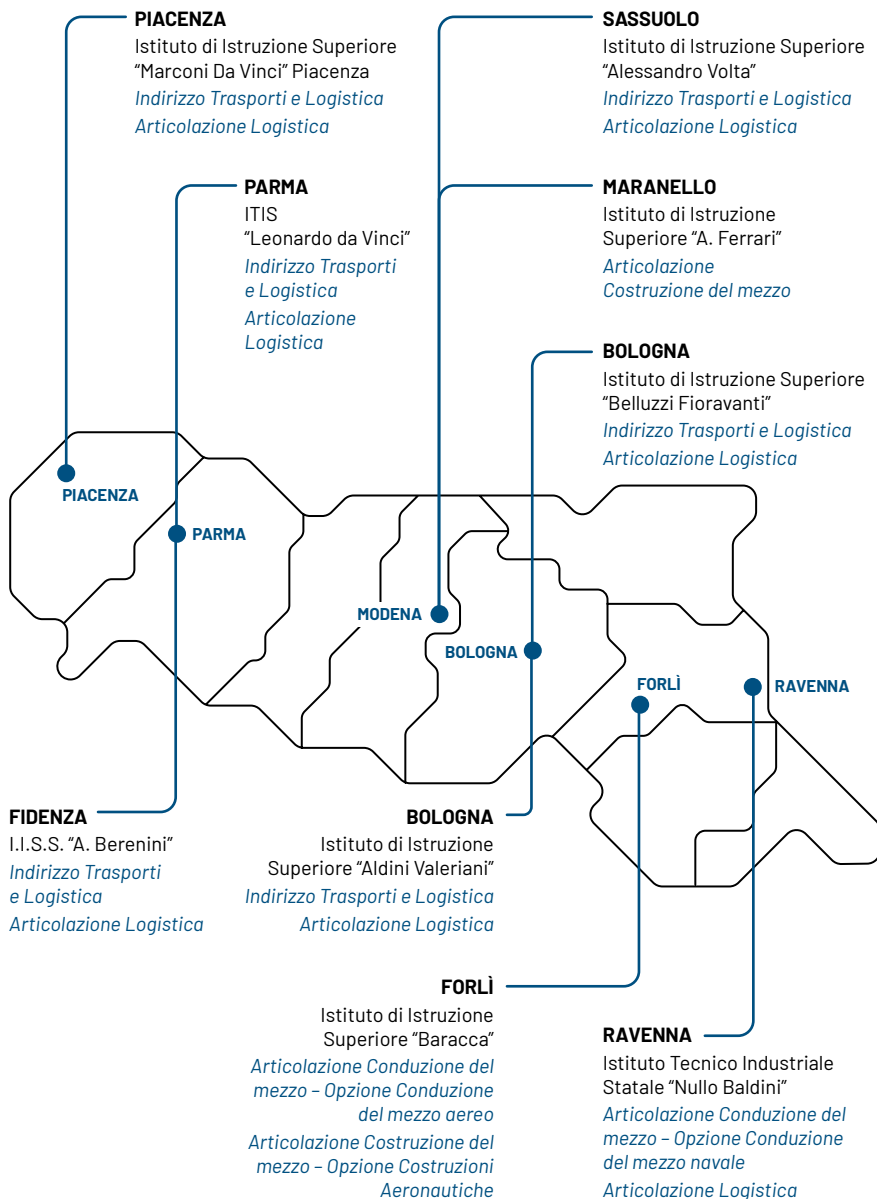 PIACENZA
Istituto di Istruzione Superiore
“Marconi Da Vinci” Piacenza
Indirizzo Trasporti e Logistica
Articolazione Logistica
SASSUOLO
Istituto di Istruzione Superiore
“Alessandro Volta”
Indirizzo Trasporti e Logistica
Articolazione Logistica
PARMA
ITIS
“Leonardo da Vinci”
Indirizzo Trasporti
e Logistica
Articolazione
Logistica
MARANELLO
Istituto di Istruzione
Superiore “A. Ferrari”
Articolazione
Costruzione del mezzo
BOLOGNA
Istituto di Istruzione Superiore
“Belluzzi Fioravanti”
Indirizzo Trasporti e Logistica
Articolazione Logistica
PIACENZA
PARMA
MODENA
BOLOGNA
FORLÌ
RAVENNA
FIDENZA
I.I.S.S. “A. Berenini”
Indirizzo Trasporti
e Logistica
Articolazione Logistica
BOLOGNA
Istituto di Istruzione
Superiore “Aldini Valeriani”
Indirizzo Trasporti e Logistica
Articolazione Logistica
FORLÌ
Istituto di Istruzione
Superiore “Baracca”
Articolazione Conduzione del
mezzo – Opzione Conduzione
del mezzo aereo
Articolazione Costruzione del
mezzo – Opzione Costruzioni
Aeronautiche
RAVENNA
Istituto Tecnico Industriale
Statale “Nullo Baldini”
Articolazione Conduzione del
mezzo – Opzione Conduzione
del mezzo navale
Articolazione Logistica